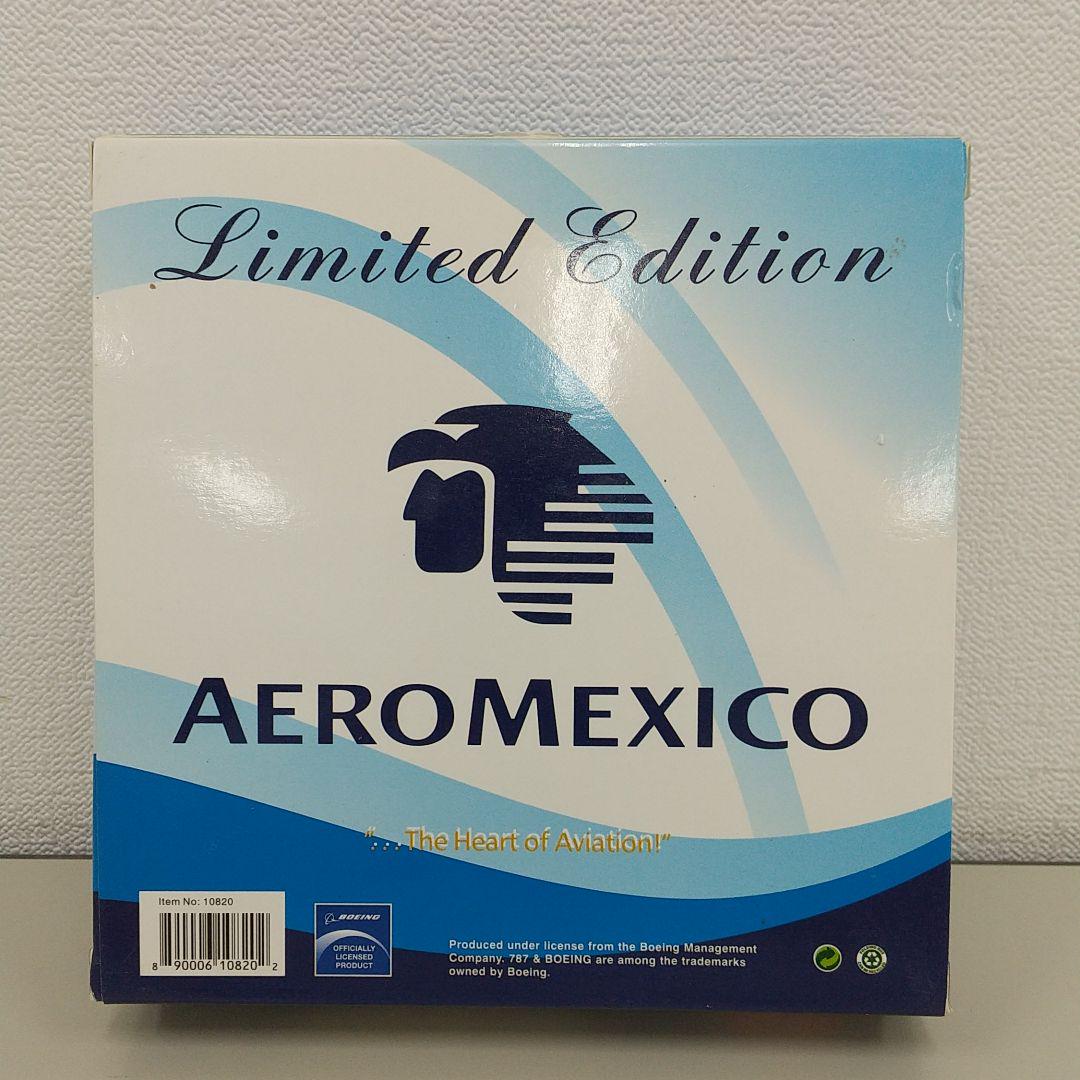 Limited Edition
AEROMEXICO
"...The Heart of Aviation!"
Item No: 10820
8 90006 10820 2
BOEING
OFFICIALLY
LICENSED
PRODUCT
Produced under license from the Boeing Management
Company. 787 & BOEING are among the trademarks
owned by Boeing.